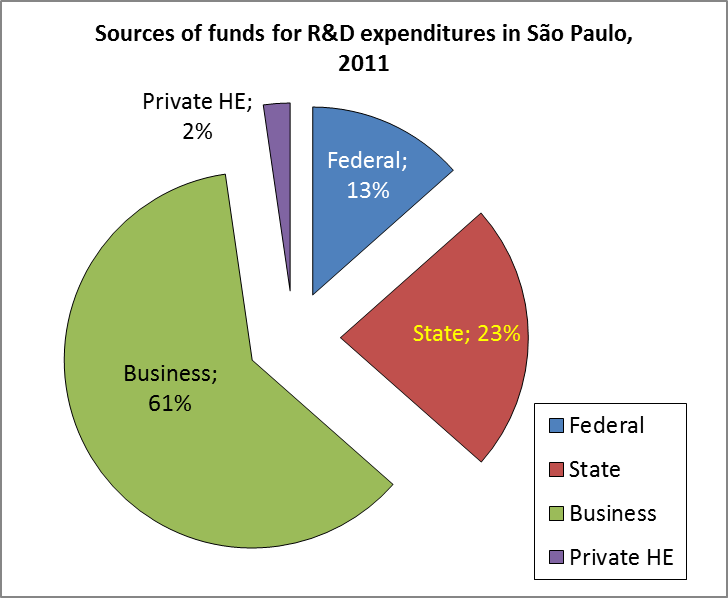 Sources of funds for R&D expenditures in São Paulo,
2011
Private HE;
2%
Federal;
13%
State; 23%
Business;
61%
Federal
State
Business
Private HE